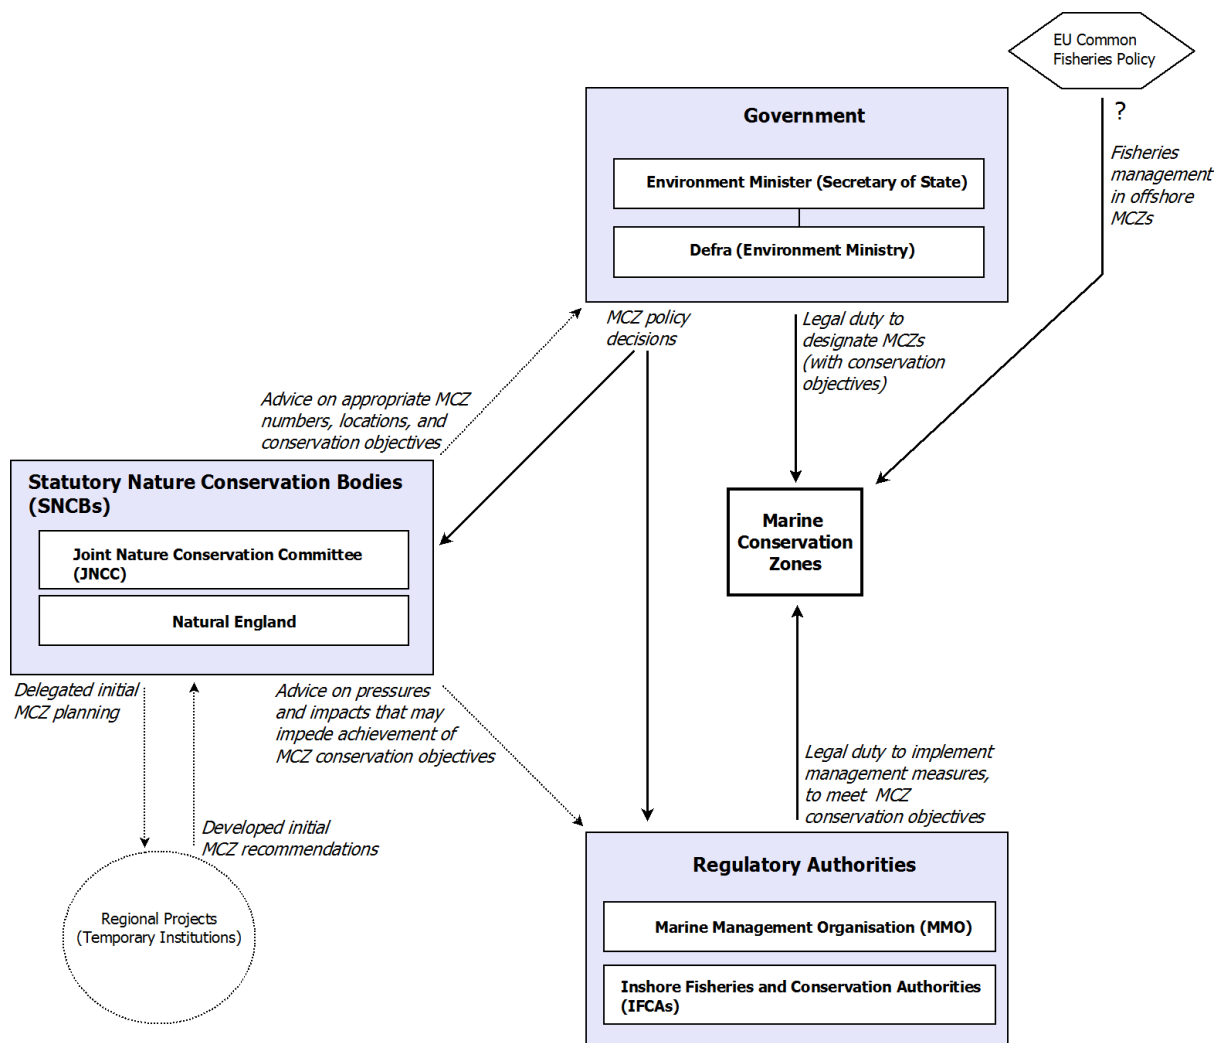 EU Common
Fisheries Policy
?
Fisheries
management
in offshore
MCZs
Government
Environment Minister (Secretary of State)
Defra (Environment Ministry)
MCZ policy
decisions
Legal duty to
designate MCZs
(with conservation
objectives)
Advice on appropriate MCZ
numbers, locations, and
conservation objectives
Statutory Nature Conservation Bodies
(SNCBs)
Joint Nature Conservation Committee
(JNCC)
Natural England
Marine
Conservation
Zones
Delegated initial
MCZ planning
Advice on pressures
and impacts that may
impede achievement of
MCZ conservation objectives
Legal duty to implement
management measures,
to meet MCZ
conservation objectives
Developed initial
MCZ recommendations
Regional Projects
(Temporary Institutions)
Regulatory Authorities
Marine Management Organisation (MMO)
Inshore Fisheries and Conservation Authorities
(IFCAs)